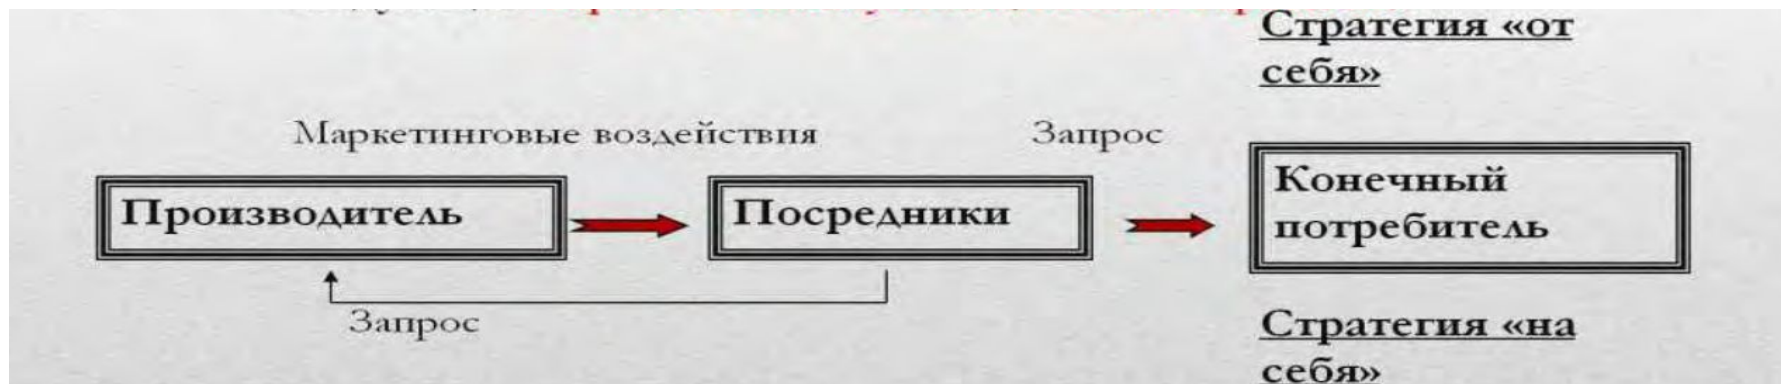 Стратегия «от
себя»
Маркетинговые воздействия
Запрос
Производитель
Посредники
Конечный
потребитель
Запрос
Стратегия «на
себя»